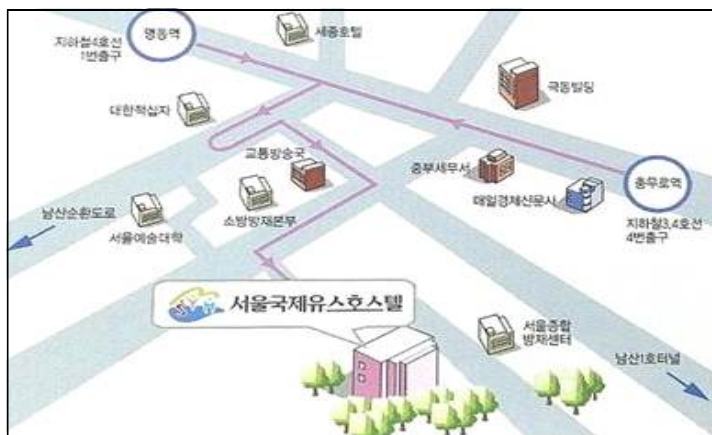 명동역
지하철4호선
1번출구
세종호텔
극동빌딩
대한적십자
교통방송국
중부세무서
충무로역
매일경제신문사
지하철3,4호선
4번출구
남산순환도로
서울예술대학
소방방재본부
서울국제유스호스텔
서울종합
방재센터
남산1호터널